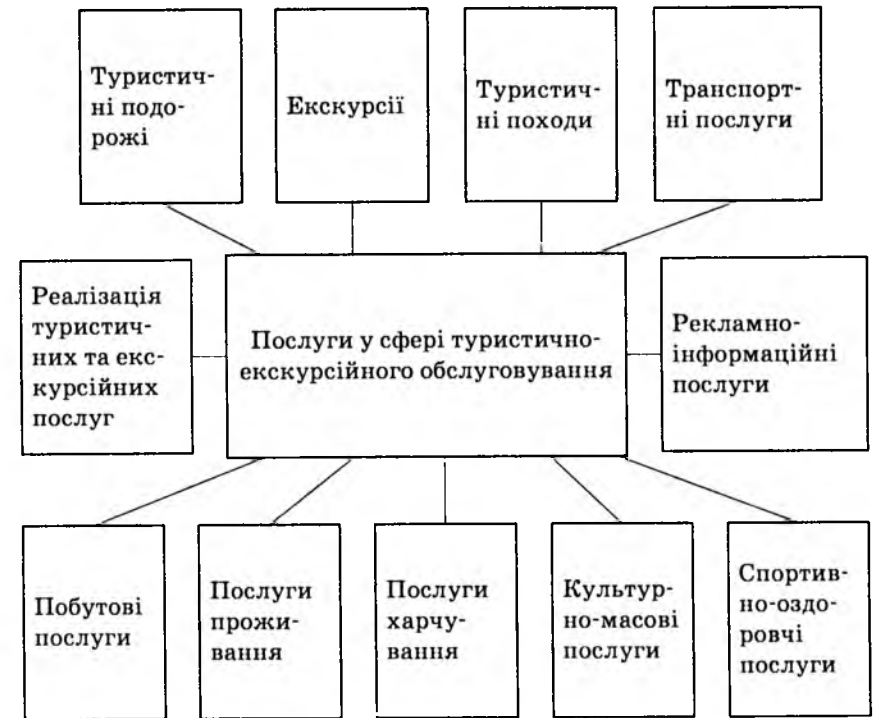 Туристич-
ні подо-
рожі
Екскурсії
Туристич-
ні походи
Транспорт-
ні послуги
Реалізація
туристич-
них та екс-
курсійних
послуг
Послуги у сфері туристично-
екскурсійного обслуговування
Рекламно-
інформаційні
послуги
Побутові
послуги
Послуги
прожи-
вання
Послуги
харчу-
вання
Культур-
но-масові
послуги
Спортив-
но-оздо-
ровчі
послуги